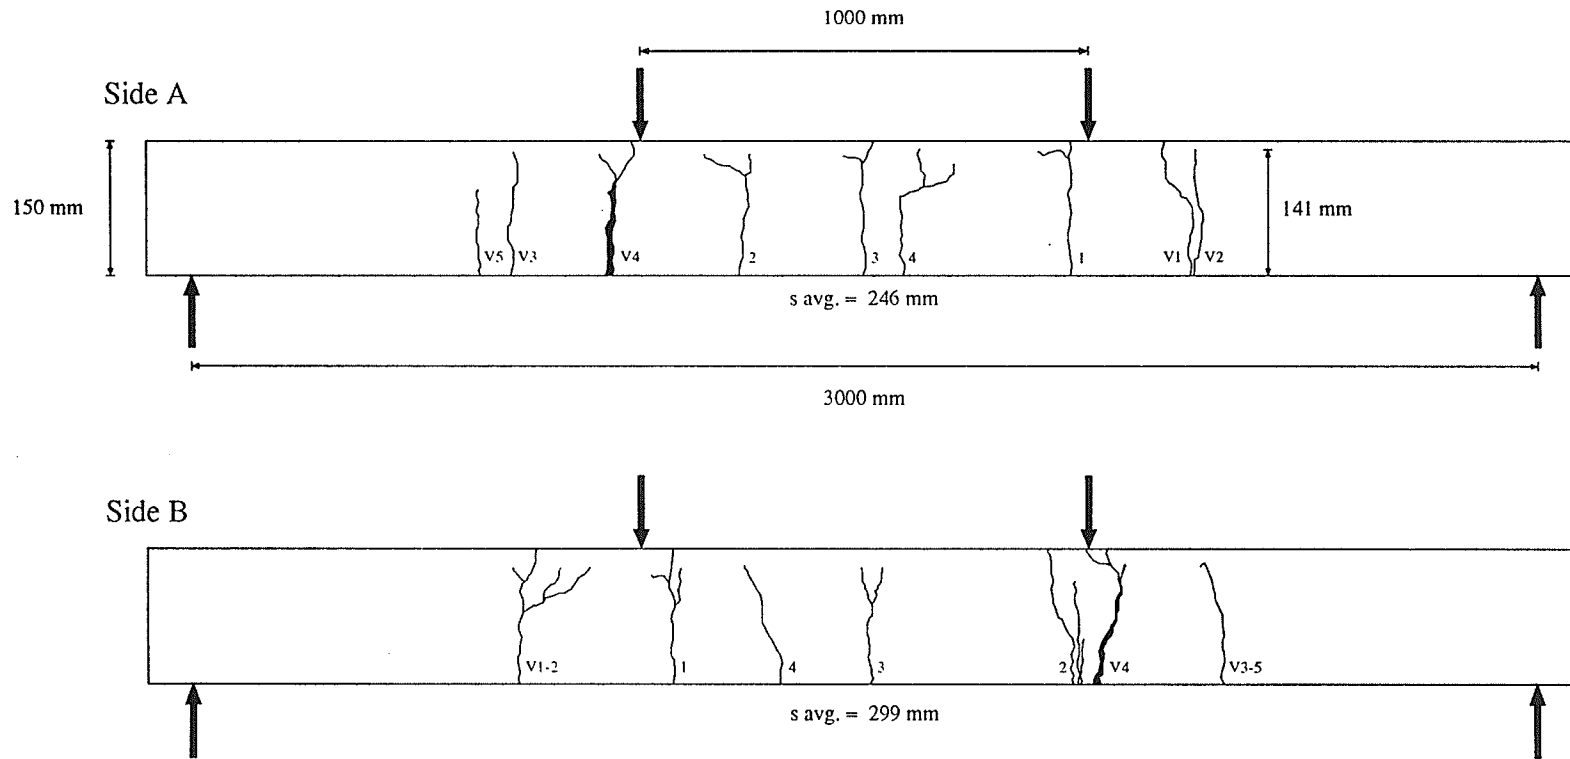 1000 mm
Side A
150 mm
141 mm
V5 V3 V4 2 3 4 1 V1 V2
s avg. = 246 mm
3000 mm
Side B
V1-2 1 4 3 2 V4 V3-5
s avg. = 299 mm